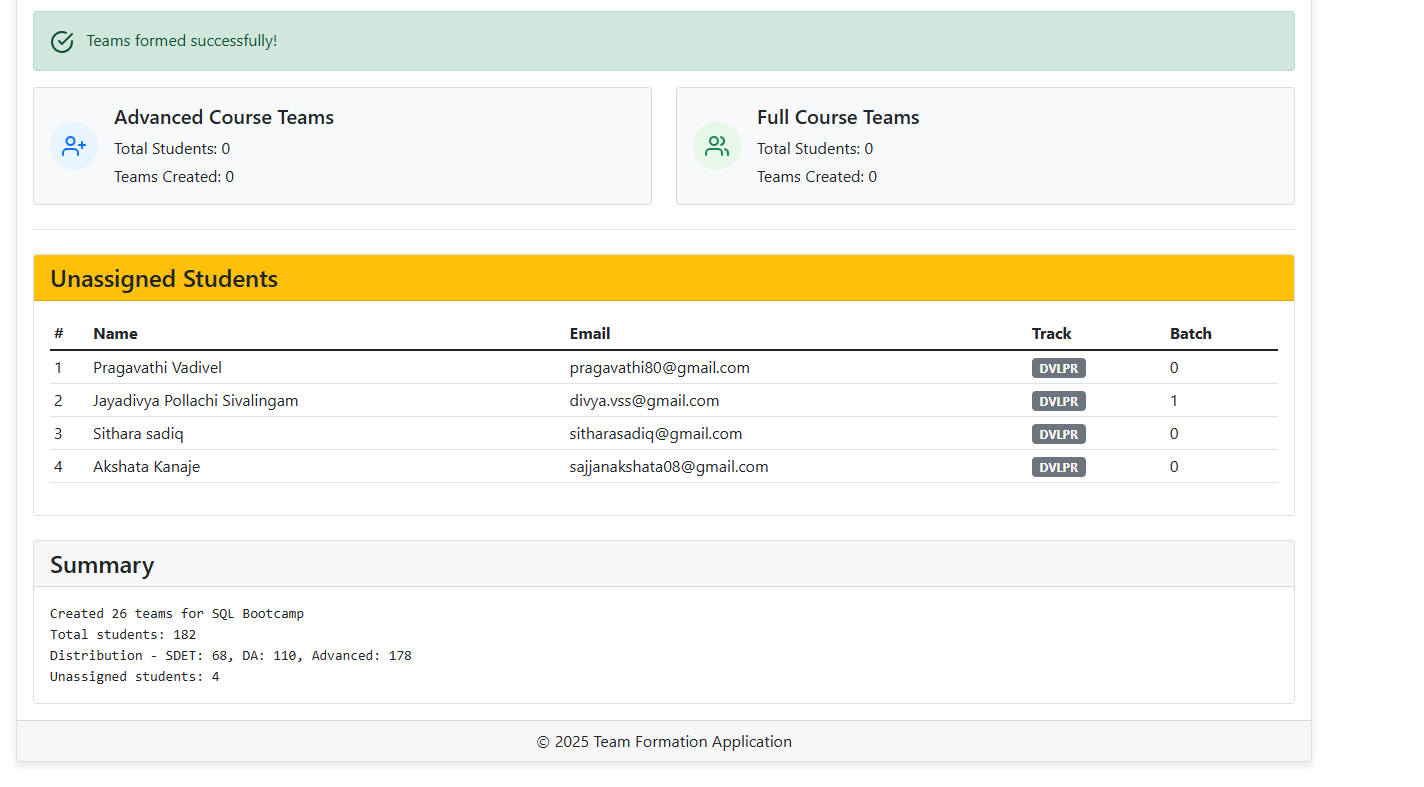 Teams formed successfully!
Advanced Course Teams
Total Students: 0
Teams Created: 0
Full Course Teams
Total Students: 0
Teams Created: 0
Unassigned Students
# Name Email Track Batch
1 Pragavathi Vadivel pragavathi80@gmail.com DVLPR 0
2 Jayadivya Pollachi Sivalingam divya.vss@gmail.com DVLPR 1
3 Sithara sadiq sitharasadiq@gmail.com DVLPR 0
4 Akshata Kanaje sajjanakshata08@gmail.com DVLPR 0
Summary
Created 26 teams for SQL Bootcamp
Total students: 182
Distribution - SDET: 68, DA: 110, Advanced: 178
Unassigned students: 4
© 2025 Team Formation Application